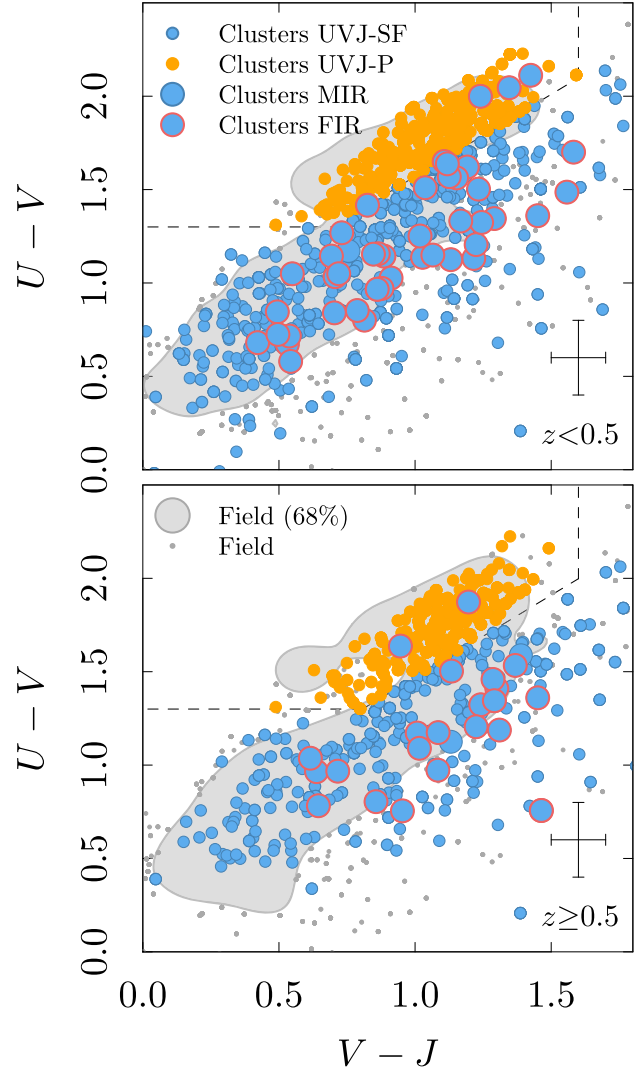 Clusters UVJ-SF
Clusters UVJ-P
Clusters MIR
Clusters FIR
2.0
1.5
1.0
0.5
0.0
U − V
z<0.5
Field (68%)
Field
2.0
1.5
1.0
0.5
0.0
U − V
z≥0.5
0.0 0.5 1.0 1.5
V − J